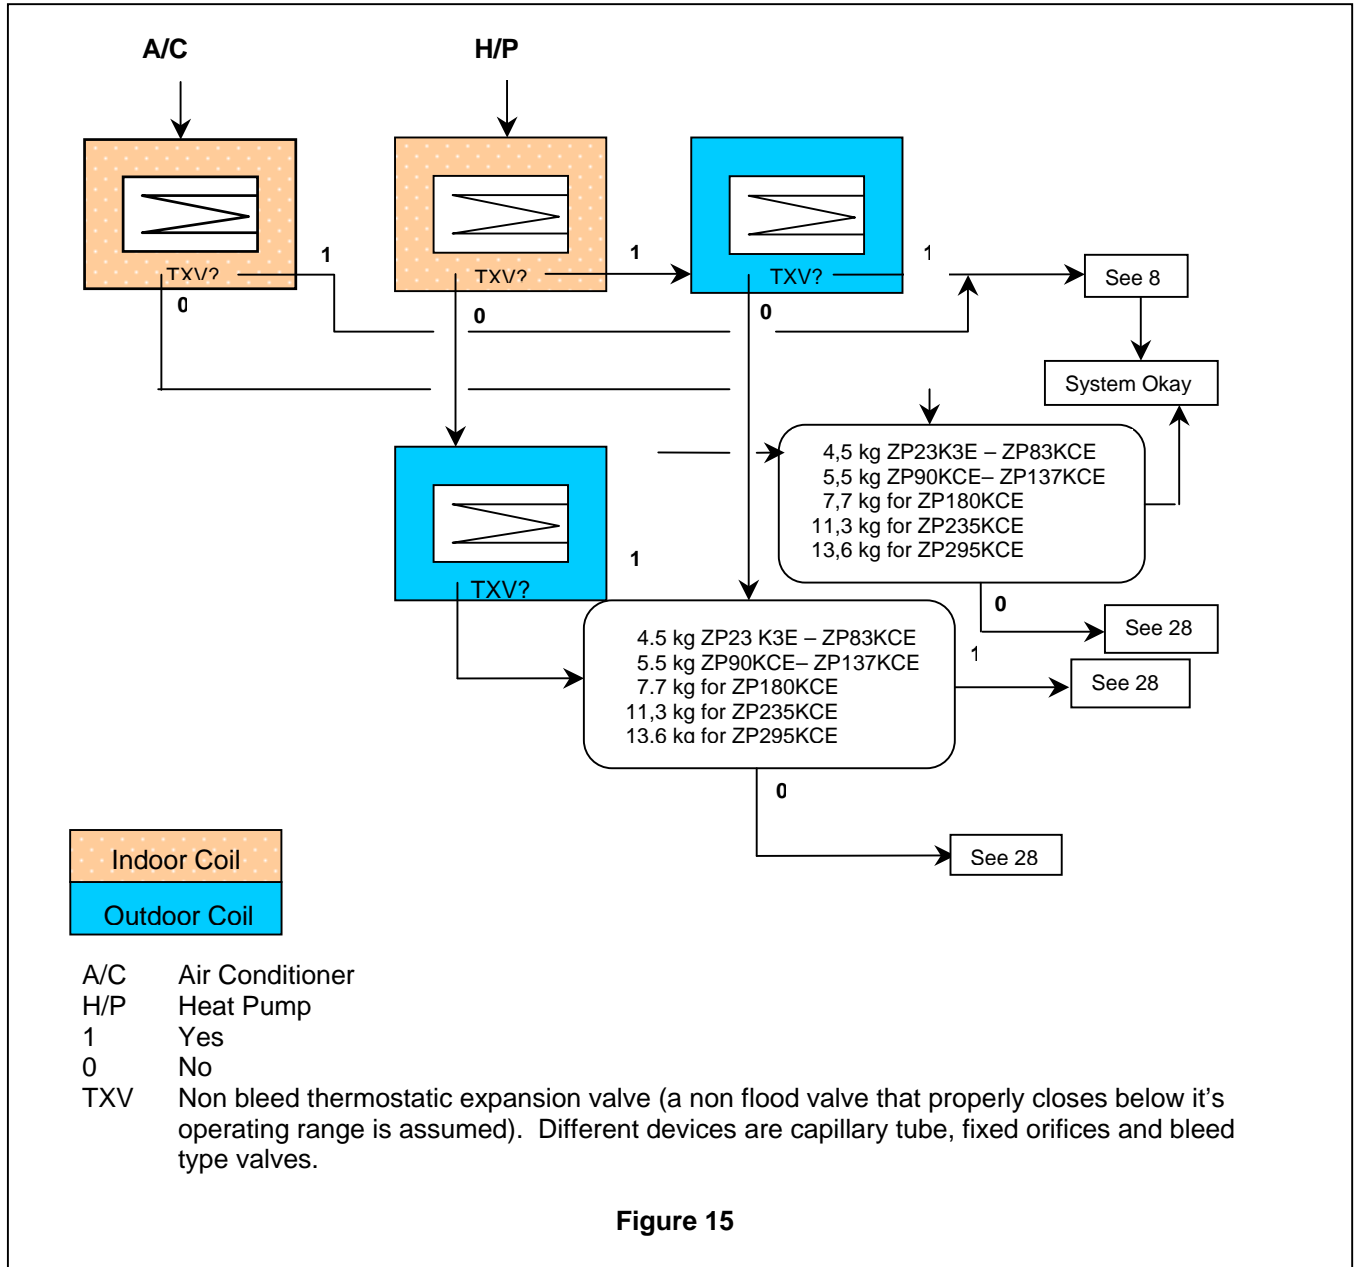 A/C
H/P
TXV?
1
0
TXV?
1
0
TXV?
1
0
See 8
System Okay
4,5 kg ZP23K3E – ZP83KCE
5,5 kg ZP90KCE– ZP137KCE
7,7 kg for ZP180KCE
11,3 kg for ZP235KCE
13,6 kg for ZP295KCE
0
See 28
TXV?
1
4.5 kg ZP23 K3E – ZP83KCE
5.5 kg ZP90KCE– ZP137KCE
7.7 kg for ZP180KCE
11,3 kg for ZP235KCE
13.6 kg for ZP295KCE
1
See 28
0
See 28
Indoor Coil
Outdoor Coil
A/C Air Conditioner
H/P Heat Pump
1 Yes
0 No
TXV Non bleed thermostatic expansion valve (a non flood valve that properly closes below it's
operating range is assumed). Different devices are capillary tube, fixed orifices and bleed
type valves.
Figure 15